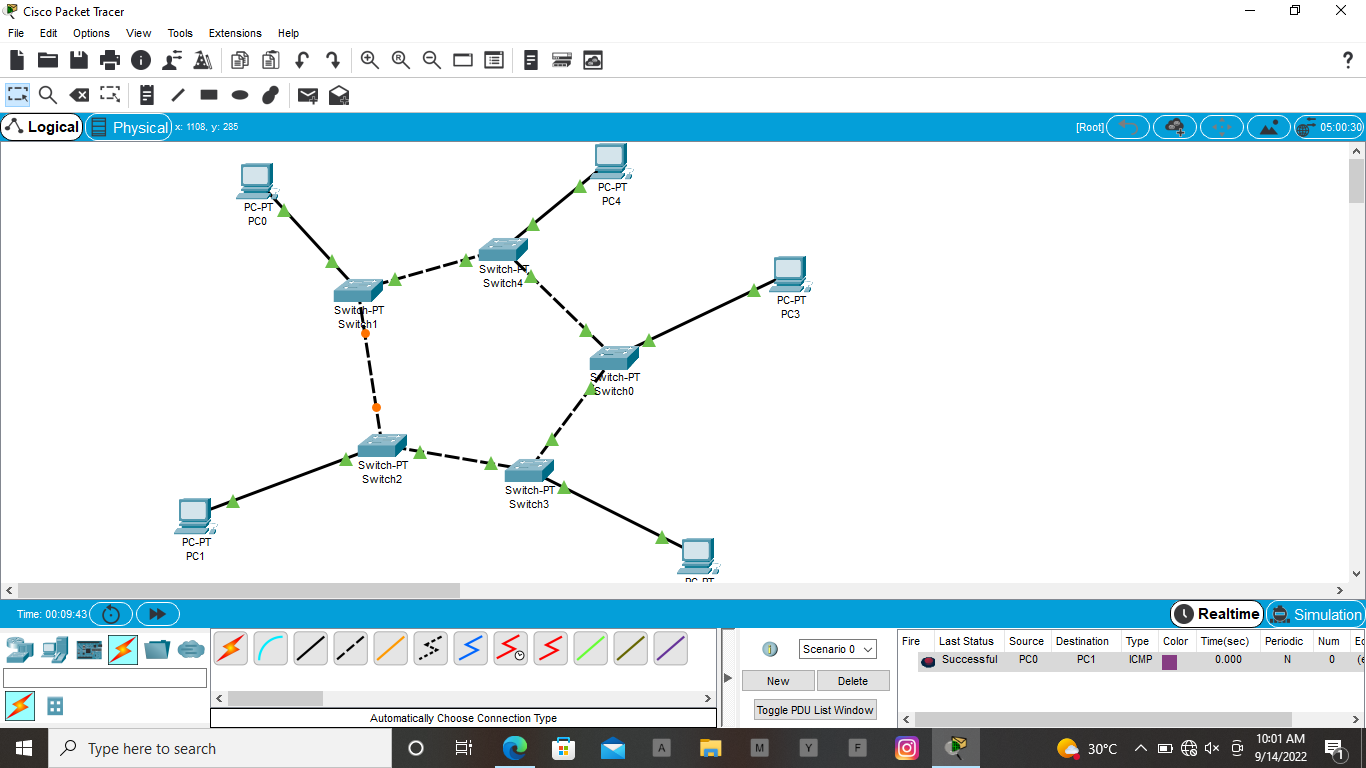 Cisco Packet Tracer
File Edit Options View Tools Extensions Help
Logical Physical x: 1108, y: 285 [Root] 05:00:30
PC-PT
PC4
PC-PT
PC0
Switch-PT
Switch4
PC-PT
PC3
Switch-PT
Switch1
Switch-PT
Switch0
Switch-PT
Switch2
Switch-PT
Switch3
PC-PT
PC1
PC-PT
Time: 00:09:43 Realtime Simulation
Scenario 0
New Delete
Toggle PDU List Window
Fire Last Status Source Destination Type Color Time(sec) Periodic Num
Successful PC0 PC1 ICMP 0.000 N 0 (e
Automatically Choose Connection Type
Type here to search
A M Y F
30°C
10:01 AM
9/14/2022
1